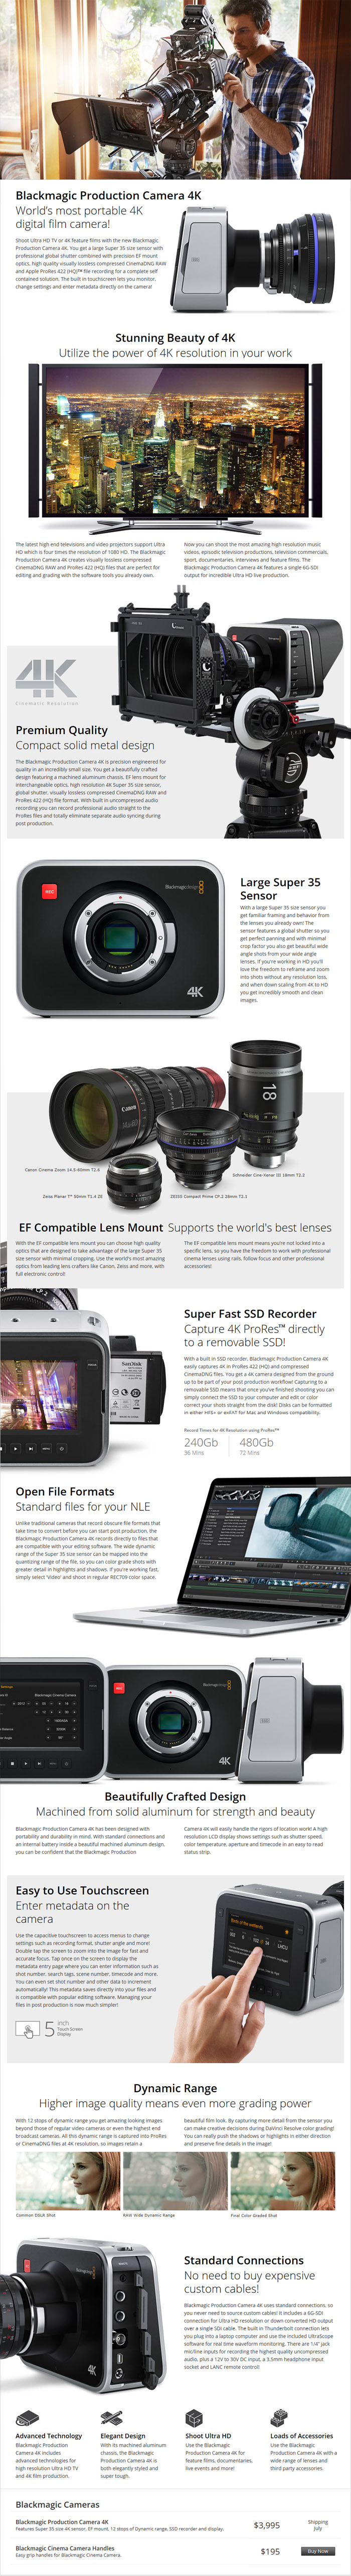 Blackmagic Production Camera 4K
World's most portable 4K
digital film camera!
Shoot Ultra HD TV or 4K feature films with the new Blackmagic
Production Camera 4K. You get a large Super 35 size sensor with
professional global shutter combined with precision EF mount
optics, high quality visually lossless compressed CinemaDNG RAW
and Apple ProRes 422 (HQ)™ file recording for a complete self
contained solution. The built in touchscreen lets you monitor,
change settings and enter metadata directly on the camera!
Stunning Beauty of 4K
Utilize the power of 4K resolution in your work
The latest high end televisions and video projectors support Ultra
HD which is four times the resolution of 1080 HD. The Blackmagic
Production Camera 4K creates visually lossless compressed
CinemaDNG RAW and ProRes 422 (HQ) files that are perfect for
editing and grading with the software tools you already own.
Now you can shoot the most amazing high resolution music
videos, episodic television productions, television commercials,
sport, documentaries, interviews and feature films. The
Blackmagic Production Camera 4K features a single 6G-SDI
output for incredible Ultra HD live production.
4K
Cinematic Resolution
Premium Quality
Compact solid metal design
The Blackmagic Production Camera 4K is precision engineered for
quality in an incredibly small size. You get a beautifully crafted
design featuring a machined aluminum chassis, EF lens mount for
interchangeable optics, high resolution 4K Super 35 size sensor,
global shutter, visually lossless compressed CinemaDNG RAW and
ProRes 422 (HQ) file format. With built in uncompressed audio
recording you can record professional audio straight to the
ProRes files and totally eliminate separate audio syncing during
post production.
REC
Blackmagicdesign
4K
Large Super 35
Sensor
With a large Super 35 size sensor you
get familiar framing and behavior from
the lenses you already own! The
sensor features a global shutter so you
get perfect panning and with minimal
crop factor you also get beautiful wide
angle shots from your wide angle
lenses. If you're working in HD you'll
love the freedom to reframe and zoom
into shots without any resolution loss,
and when down scaling from 4K to HD
you get incredibly smooth and clean
images.
Canon
18
Canon Cinema Zoom 14.5-60mm T2.6
Schneider Cine-Xenar III 18mm T2.2
Zeiss Planar T* 50mm T1.4 ZE
ZEISS Compact Prime CP.2 28mm T2.1
EF Compatible Lens Mount Supports the world's best lenses
With the EF compatible lens mount you can choose high quality
optics that are designed to take advantage of the large Super 35
size sensor with minimal cropping. Use the world's most amazing
optics from leading lens crafters like Canon, Zeiss and more, with
full electronic control!
The EF compatible lens mount means you're not locked into a
specific lens, so you have the freedom to work with professional
cinema lenses using rails, follow focus and other professional
accessories!
SanDisk
Super Fast SSD Recorder
Capture 4K ProRes™ directly
to a removable SSD!
With a built in SSD recorder, Blackmagic Production Camera 4K
easily captures 4K in ProRes 422 (HQ) and compressed
CinemaDNG files. You get a 4K camera designed from the ground
up to be part of your post production workflow! Capturing to a
removable SSD means that once you've finished shooting you can
simply connect the SSD to your computer and edit or color
correct your shots straight from the disk! Disks can be formatted
in either HFS+ or exFAT for Mac and Windows compatibility.
Record Times for 4K Resolution using ProRes™
240Gb
36 Mins
480Gb
72 Mins
Open File Formats
Standard files for your NLE
Unlike traditional cameras that record obscure file formats that
take time to convert before you can start post production, the
Blackmagic Production Camera 4K records directly to files that
are compatible with your editing software. The wide dynamic
range of the Super 35 size sensor can be mapped into the
quantizing range of the file, so you can color grade shots with
greater detail in highlights and shadows. If you're working fast,
simply select 'Video' and shoot in regular REC709 color space.
REC
4K
Beautifully Crafted Design
Machined from solid aluminum for strength and beauty
Blackmagic Production Camera 4K has been designed with
portability and durability in mind. With standard connections and
an internal battery inside a beautiful machined aluminum design,
you can be confident that the Blackmagic Production
Camera 4K will easily handle the rigors of location work! A high
resolution LCD display shows settings such as shutter speed,
color temperature, aperture and timecode in an easy to read
status strip.
Easy to Use Touchscreen
Enter metadata on the
camera
Use the capacitive touchscreen to access menus to change
settings such as recording format, shutter angle and more!
Double tap the screen to zoom into the image for fast and
accurate focus. Tap once on the screen to display the
metadata entry page where you can enter information such as
shot number, search tags, scene number, timecode and more.
You can even set shot number and other data to increment
automatically! This metadata saves directly into your files and
is compatible with popular editing software. Managing your
files in post production is now much simpler!
5 Inch
Touch Screen
Display
Dynamic Range
Higher image quality means even more grading power
With 12 stops of dynamic range you get amazing looking images
beyond those of regular video cameras or even the highest end
broadcast cameras. All this dynamic range is captured into ProRes
or CinemaDNG files at 4K resolution, so images retain a
beautiful film look. By capturing more detail from the sensor you
can make creative decisions during DaVinci Resolve color grading!
You can really push the shadows or highlights in either direction
and preserve fine details in the image!
Common DSLR Shot
RAW Wide Dynamic Range
Final Color Graded Shot
4K
Standard Connections
No need to buy expensive
custom cables!
Blackmagic Production Camera 4K uses standard connections, so
you never need to source custom cables! It includes a 6G-SDI
connection for Ultra HD resolution or down converted HD output
over a single SDI cable. The built in Thunderbolt connection lets
you plug into a laptop computer and use the included UltraScope
software for real time waveform monitoring. There are 1/4" jack
mic/line inputs for recording the highest quality uncompressed
audio, plus a 12V to 30V DC input, a 3.5mm headphone input
socket and LANC remote control!
Advanced Technology
Blackmagic Production
Camera 4K includes
advanced technologies for
high resolution Ultra HD TV
and 4K film production.
Elegant Design
With its machined aluminum
chassis, the Blackmagic
Production Camera 4K is
both elegantly styled and
super tough.
Shoot Ultra HD
Use the Blackmagic
Production Camera 4K for
feature films, documentaries,
live events and more!
Loads of Accessories
Use the Blackmagic
Production Camera 4K with a
wide range of lenses and
third party accessories.
Blackmagic Cameras
Blackmagic Production Camera 4K
Features Super 35 size 4K sensor, EF mount, 12 stops of Dynamic range, SSD recorder and display.
$3,995
Shipping
July
Blackmagic Cinema Camera Handles
Easy grip handles for Blackmagic Cinema Camera.
$195
Buy Now